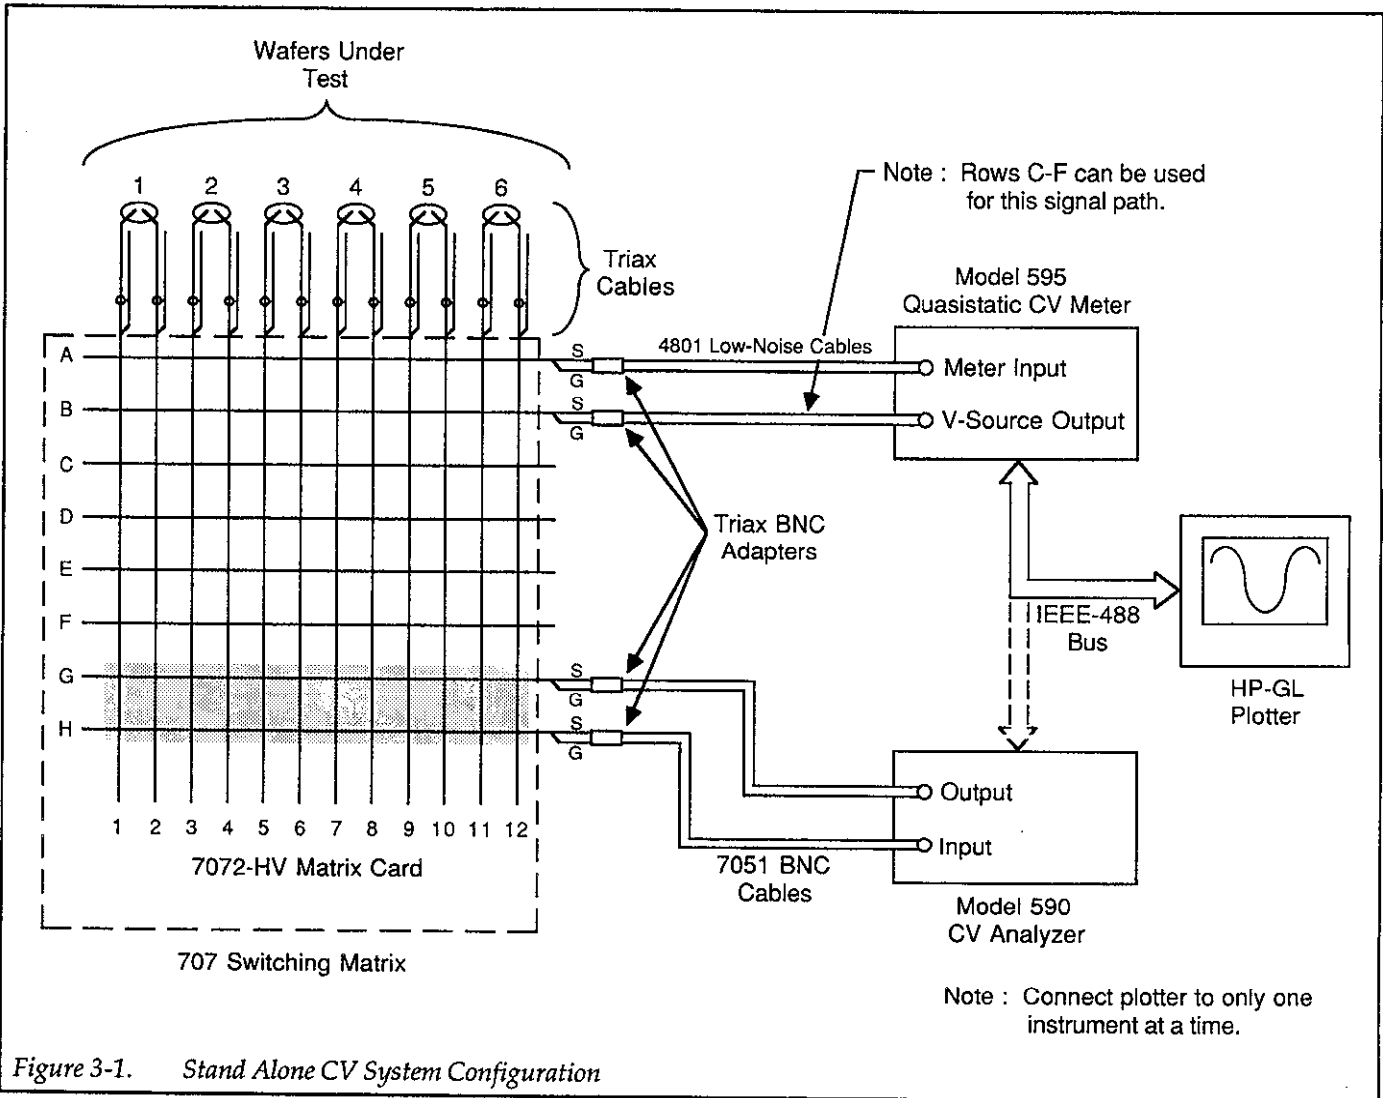 Wafers Under
Test
1 2 3 4 5 6
Triax
Cables
Note : Rows C-F can be used
for this signal path.
Model 595
Quasistatic CV Meter
A
S
G
4801 Low-Noise Cables
Meter Input
B
S
G
V-Source Output
C
D
E
F
Triax BNC
Adapters
IEEE-488
Bus
HP-GL
Plotter
G
S
G
H
S
G
Output
Input
1 2 3 4 5 6 7 8 9 10 11 12
7072-HV Matrix Card
7051 BNC
Cables
Model 590
CV Analyzer
707 Switching Matrix
Note : Connect plotter to only one
instrument at a time.
Figure 3-1. Stand Alone CV System Configuration